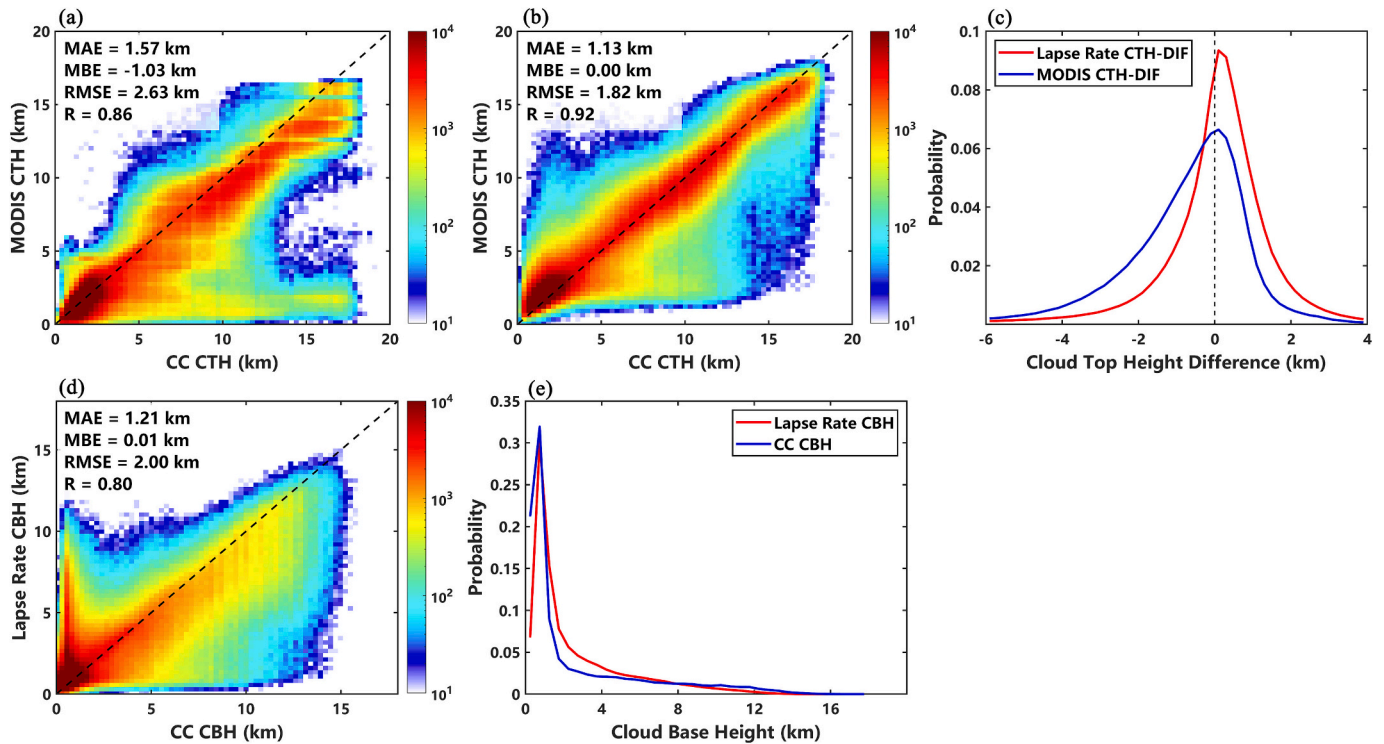 (a)
MAE = 1.57 km
MBE = -1.03 km
RMSE = 2.63 km
R = 0.86
MODIS CTH (km)
20
15
10
5
0
0 5 10 15 20
CC CTH (km)
10^4
10^3
10^2
10^1
(b)
MAE = 1.13 km
MBE = 0.00 km
RMSE = 1.82 km
R = 0.92
MODIS CTH (km)
20
15
10
5
0
0 5 10 15 20
CC CTH (km)
10^4
10^3
10^2
10^1
(c)
Lapse Rate CTH-DIF
MODIS CTH-DIF
Probability
0.1
0.08
0.06
0.04
0.02
-6 -4 -2 0 2 4
Cloud Top Height Difference (km)
(d)
MAE = 1.21 km
MBE = 0.01 km
RMSE = 2.00 km
R = 0.80
Lapse Rate CBH (km)
15
10
5
0
0 5 10 15
CC CBH (km)
10^4
10^3
10^2
10^1
(e)
Lapse Rate CBH
CC CBH
Probability
0.35
0.3
0.25
0.2
0.15
0.1
0.05
0
0 4 8 12 16
Cloud Base Height (km)